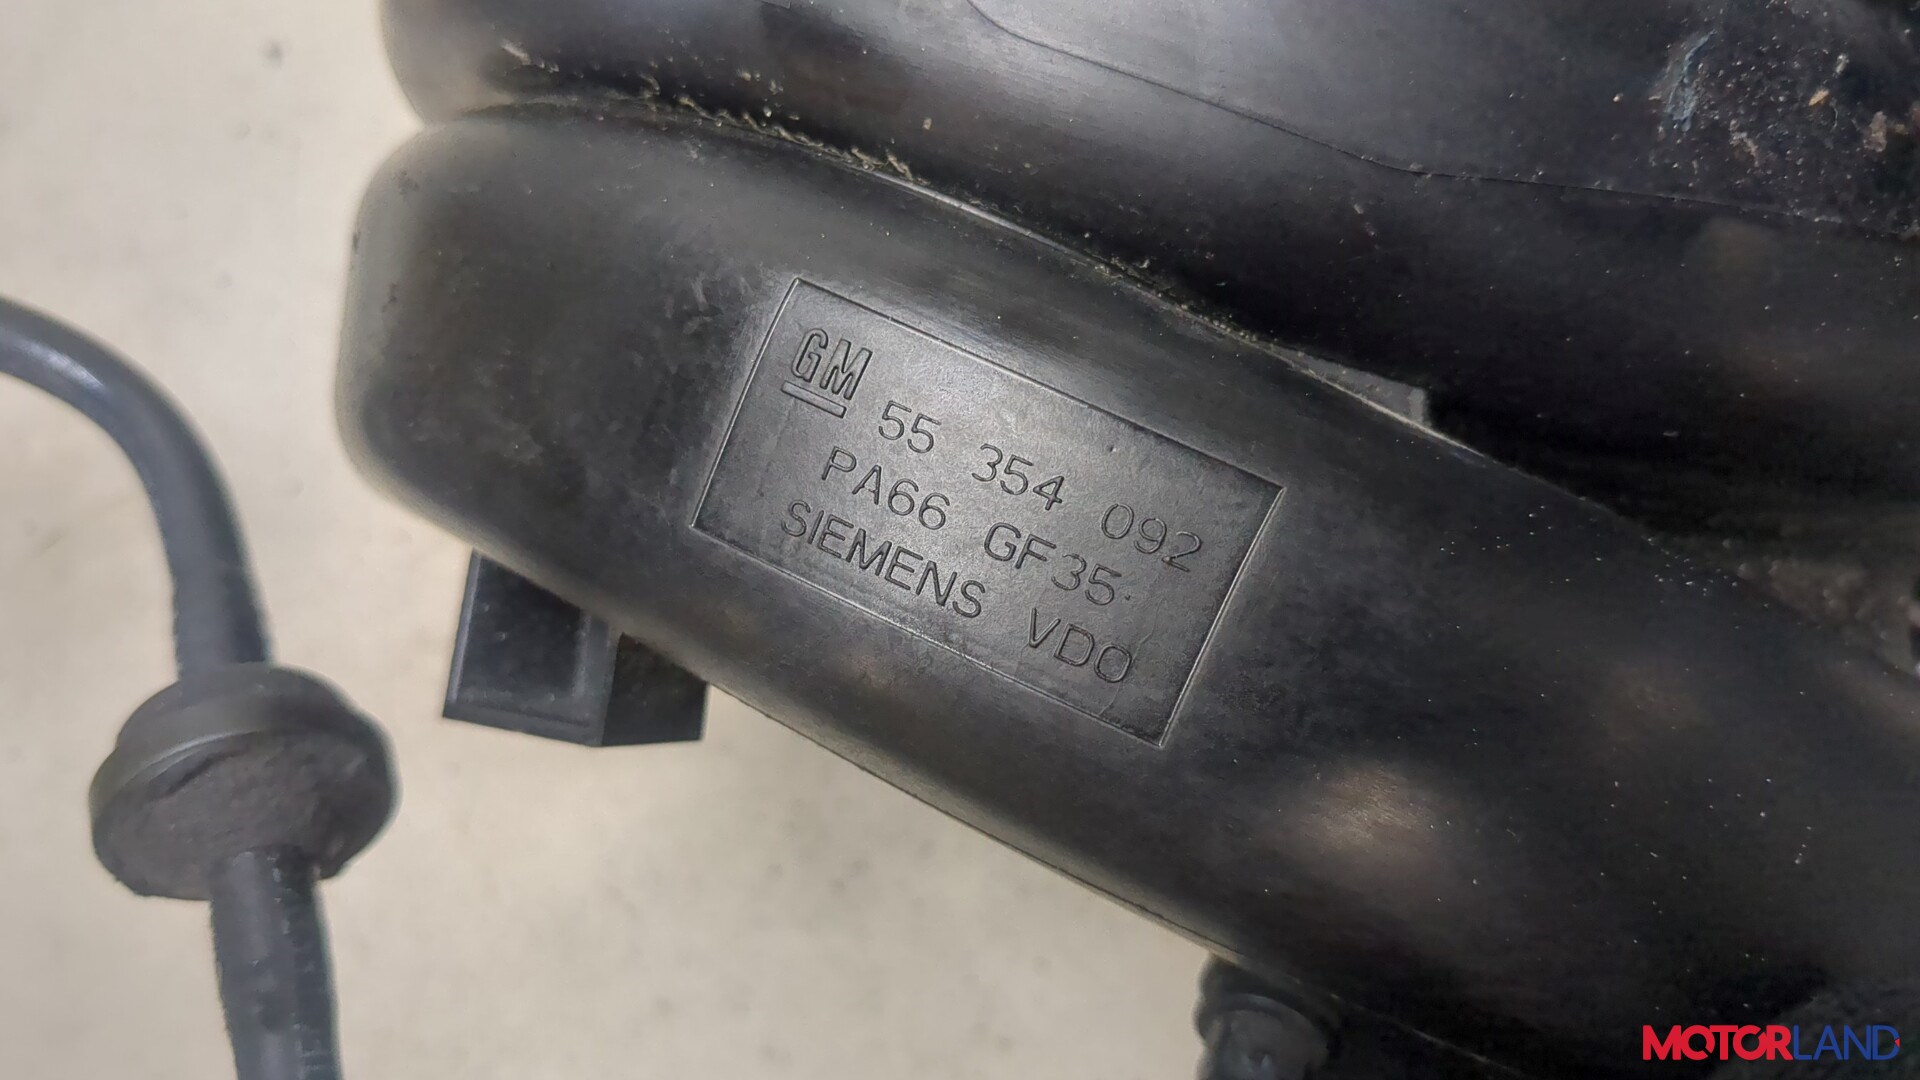 GM
55 354 092
PA66 GF35
SIEMENS VDO
MOTORLAND